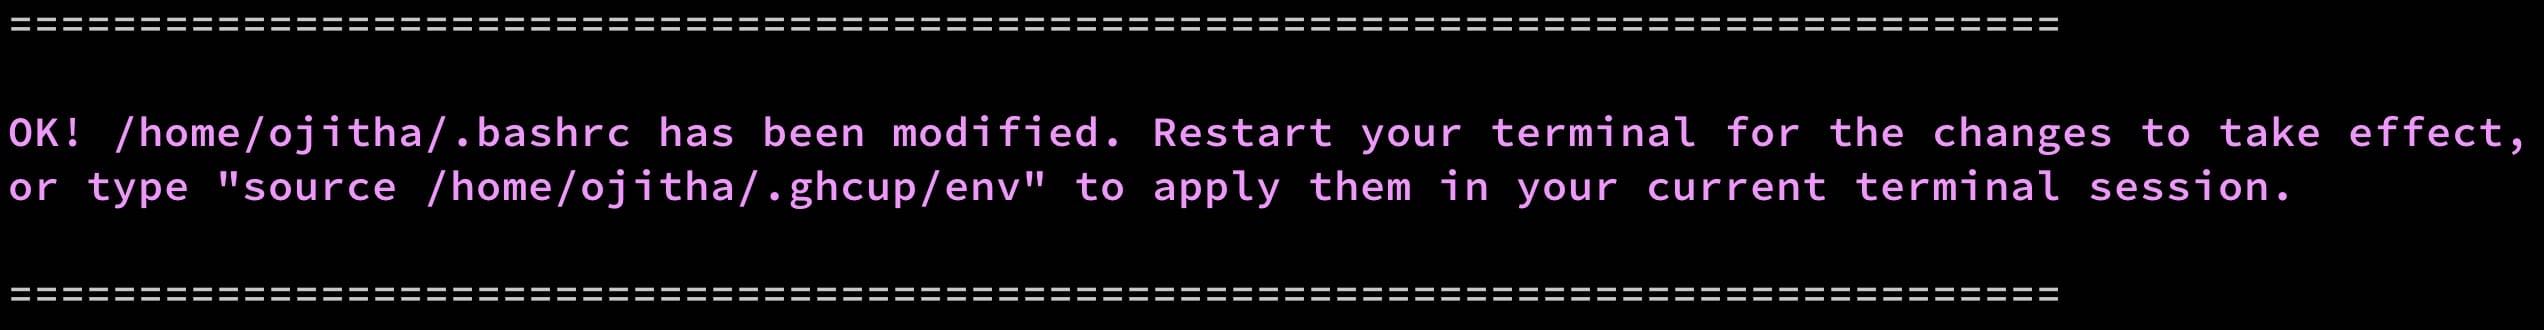 ===============================================================================
OK! /home/ojitha/.bashrc has been modified. Restart your terminal for the changes to take effect,
or type "source /home/ojitha/.ghcup/env" to apply them in your current terminal session.
===============================================================================